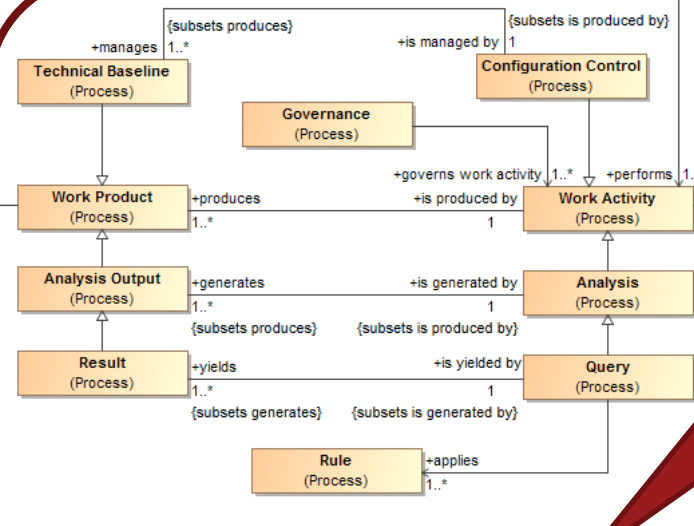 {subsets produces}
{subsets is produced by}
+manages
1..*
+is managed by
1
Technical Baseline
(Process)
Configuration Control
(Process)
Governance
(Process)
+governs work activity
1..*
+performs
1..
Work Product
(Process)
+produces
1..*
+is produced by
1
Work Activity
(Process)
Analysis Output
(Process)
+generates
1..*
{subsets produces}
+is generated by
1
{subsets is produced by}
Analysis
(Process)
Result
(Process)
+yields
1..*
{subsets generates}
+is yielded by
1
{subsets is generated by}
Query
(Process)
Rule
(Process)
+applies
1..*